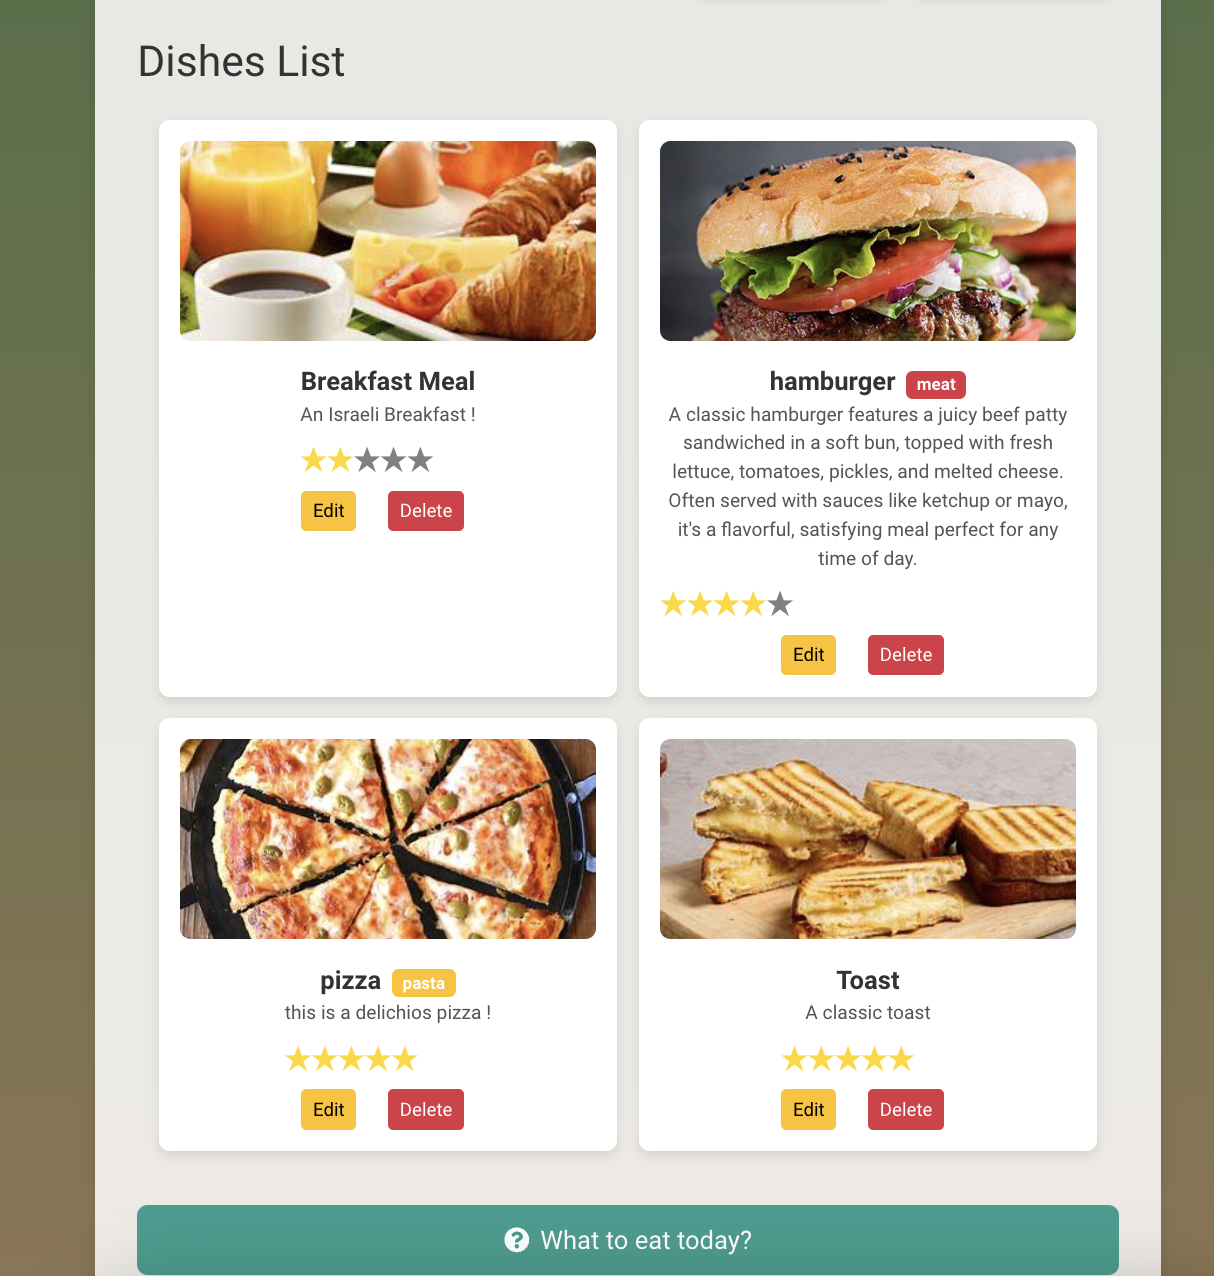 Dishes List
Breakfast Meal
An Israeli Breakfast !
Edit
Delete
hamburger
meat
A classic hamburger features a juicy beef patty
sandwiched in a soft bun, topped with fresh
lettuce, tomatoes, pickles, and melted cheese.
Often served with sauces like ketchup or mayo,
it's a flavorful, satisfying meal perfect for any
time of day.
Edit
Delete
pizza
pasta
this is a delichios pizza !
Edit
Delete
Toast
A classic toast
Edit
Delete
What to eat today?